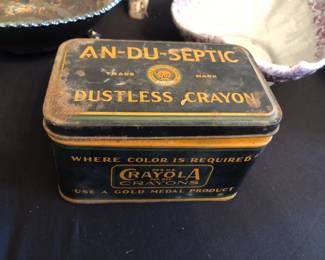 AN-DU-SEPTIC
TRADE MARK
DUSTLESS CRAYON
WHERE COLOR IS REQUIRED
CRAYOLA
CRAYONS
USE A GOLD MEDAL PRODUCT